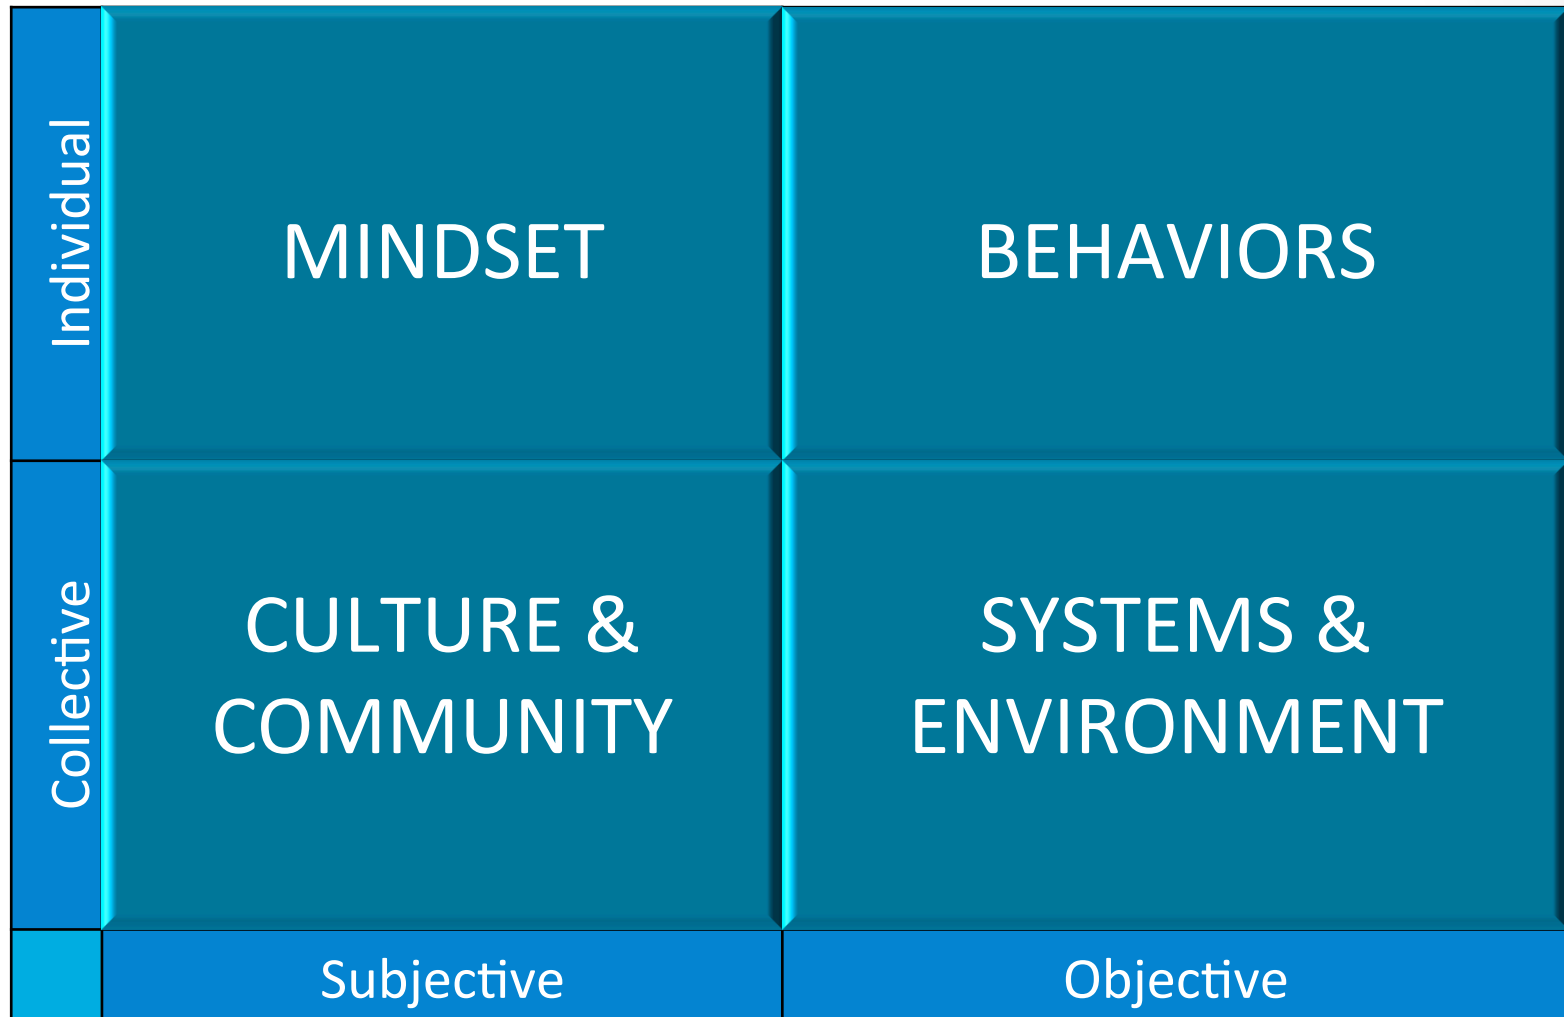 Individual
MINDSET
BEHAVIORS
Collective
CULTURE &
COMMUNITY
SYSTEMS &
ENVIRONMENT
Subjective
Objective